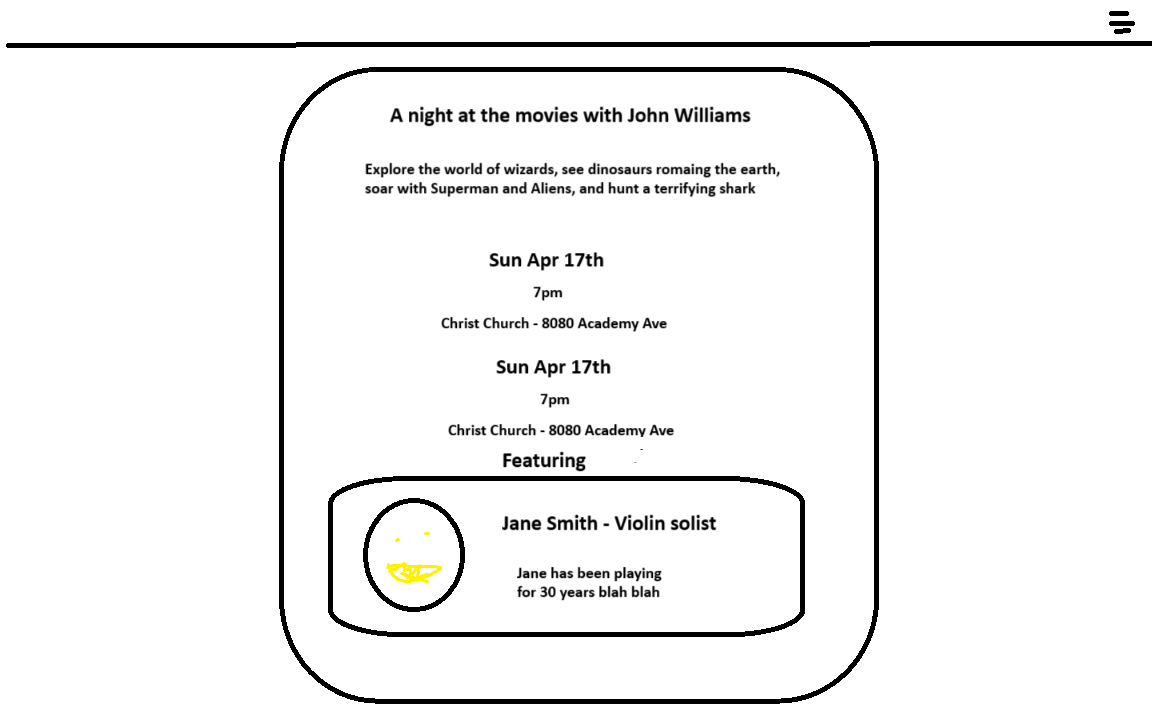 A night at the movies with John Williams
Explore the world of wizards, see dinosaurs romaing the earth,
soar with Superman and Aliens, and hunt a terrifying shark
Sun Apr 17th
7pm
Christ Church - 8080 Academy Ave
Sun Apr 17th
7pm
Christ Church - 8080 Academy Ave
Featuring
Jane Smith - Violin solist
Jane has been playing
for 30 years blah blah